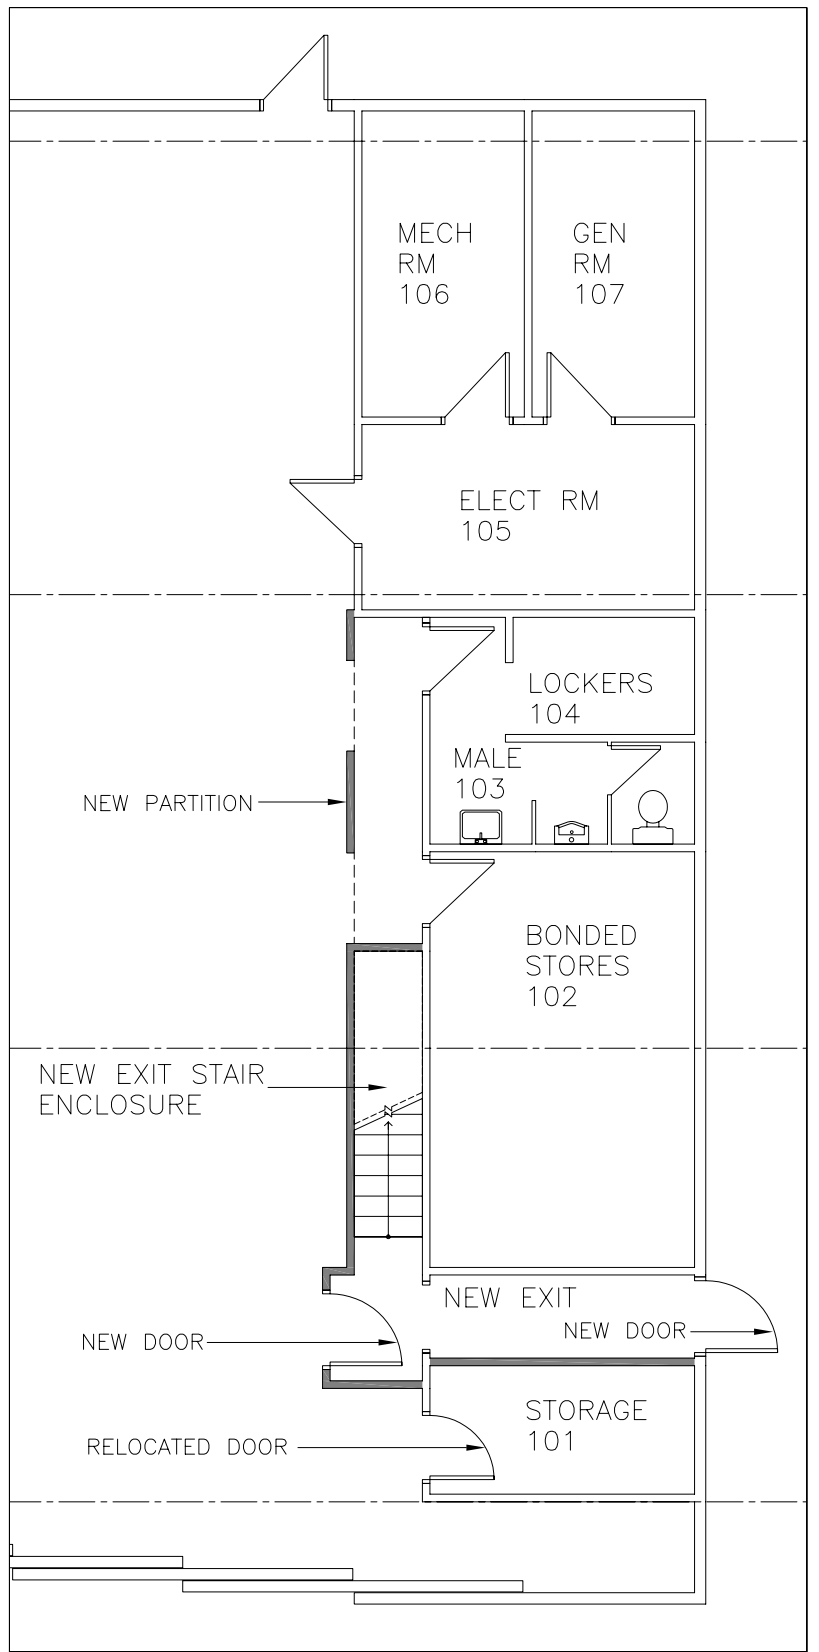 MECH
RM
106
GEN
RM
107
ELECT RM
105
LOCKERS
104
MALE
103
NEW PARTITION
BONDED
STORES
102
NEW EXIT STAIR
ENCLOSURE
NEW EXIT
NEW DOOR
NEW DOOR
STORAGE
101
RELOCATED DOOR